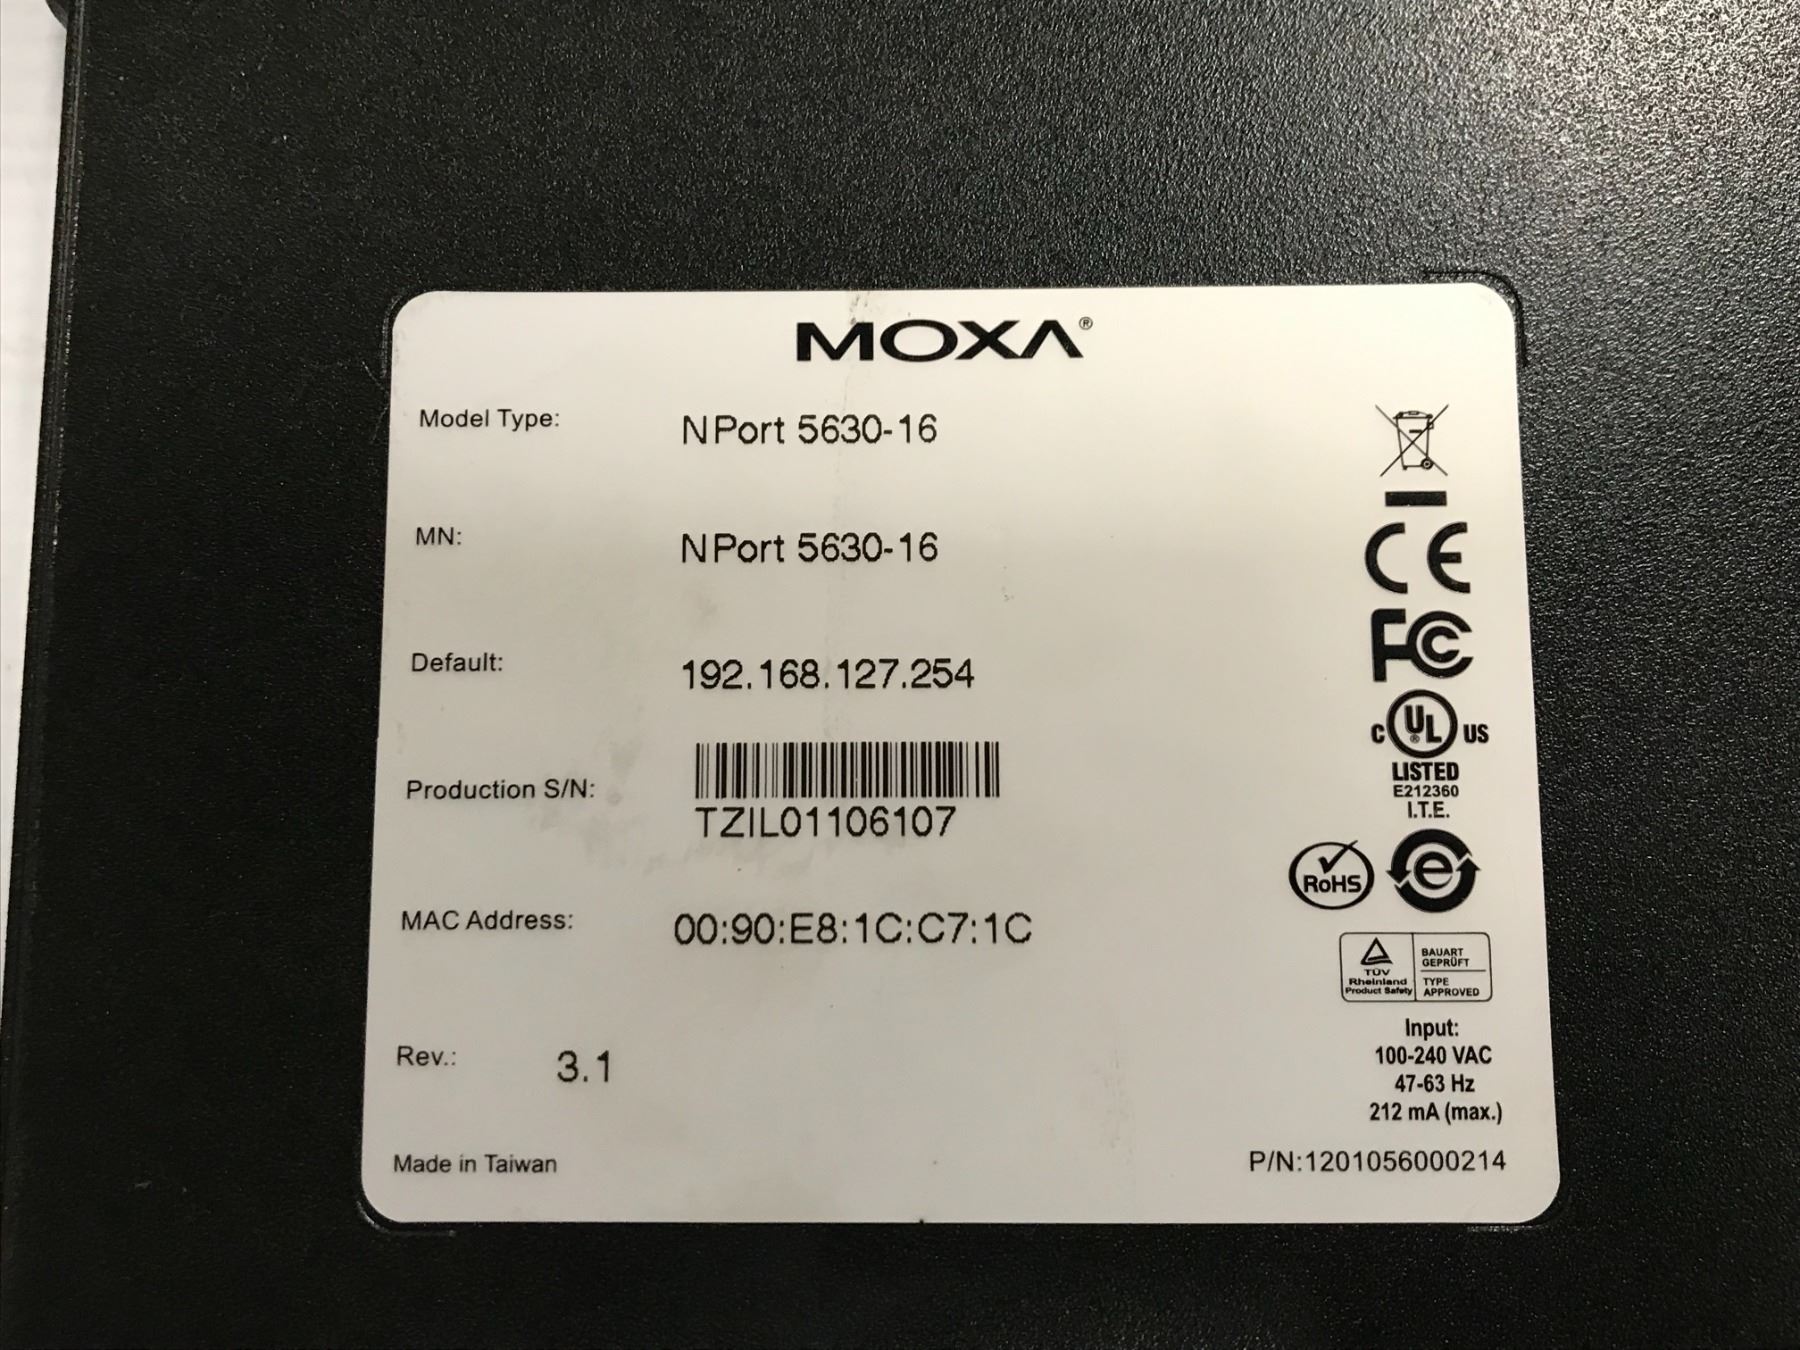 MOXA®
Model Type: NPort 5630-16
MN: NPort 5630-16
Default: 192.168.127.254
Production S/N: TZIL01106107
MAC Address: 00:90:E8:1C:C7:1C
Rev.: 3.1
Made in Taiwan
CE
FC
C UL® US
LISTED
E212360
I.T.E.
RoHS
e
TÜV
Rheinland
Product Safety
BAUART
GEPRÜFT
TYPE
APPROVED
Input:
100-240 VAC
47-63 Hz
212 mA (max.)
P/N:1201056000214